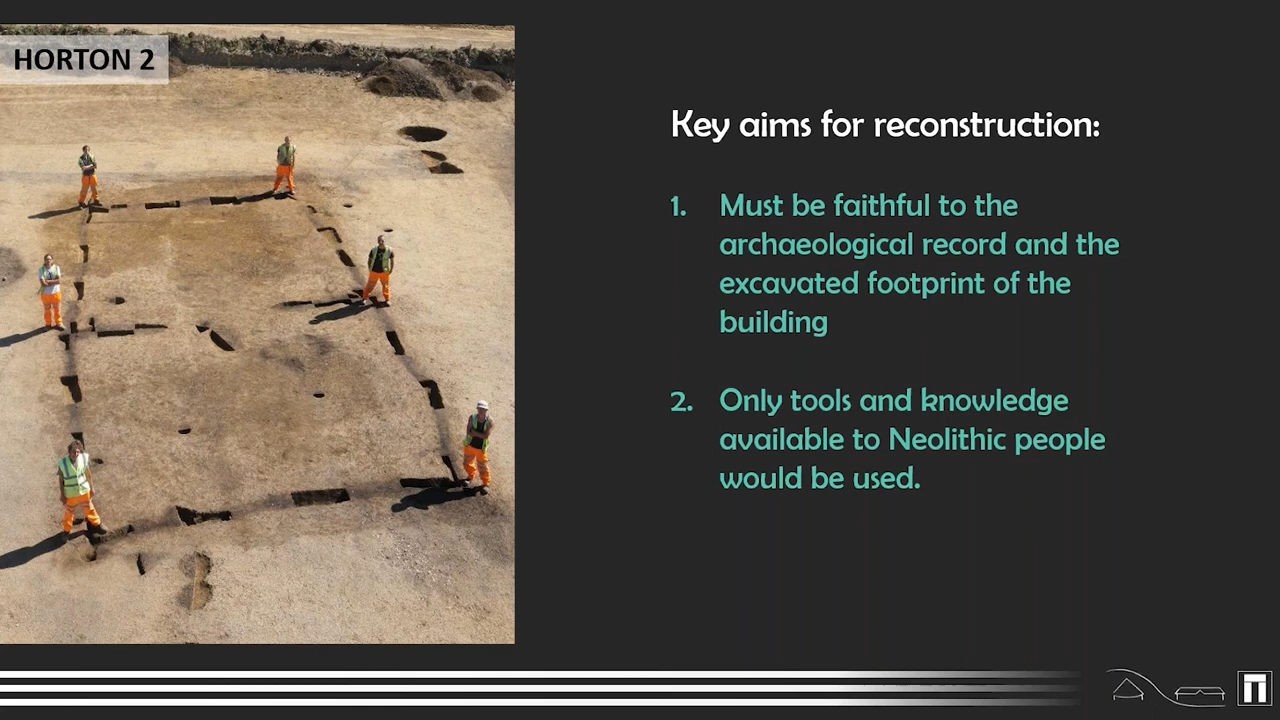 HORTON 2
Key aims for reconstruction:
1. Must be faithful to the
archaeological record and the
excavated footprint of the
building
2. Only tools and knowledge
available to Neolithic people
would be used.